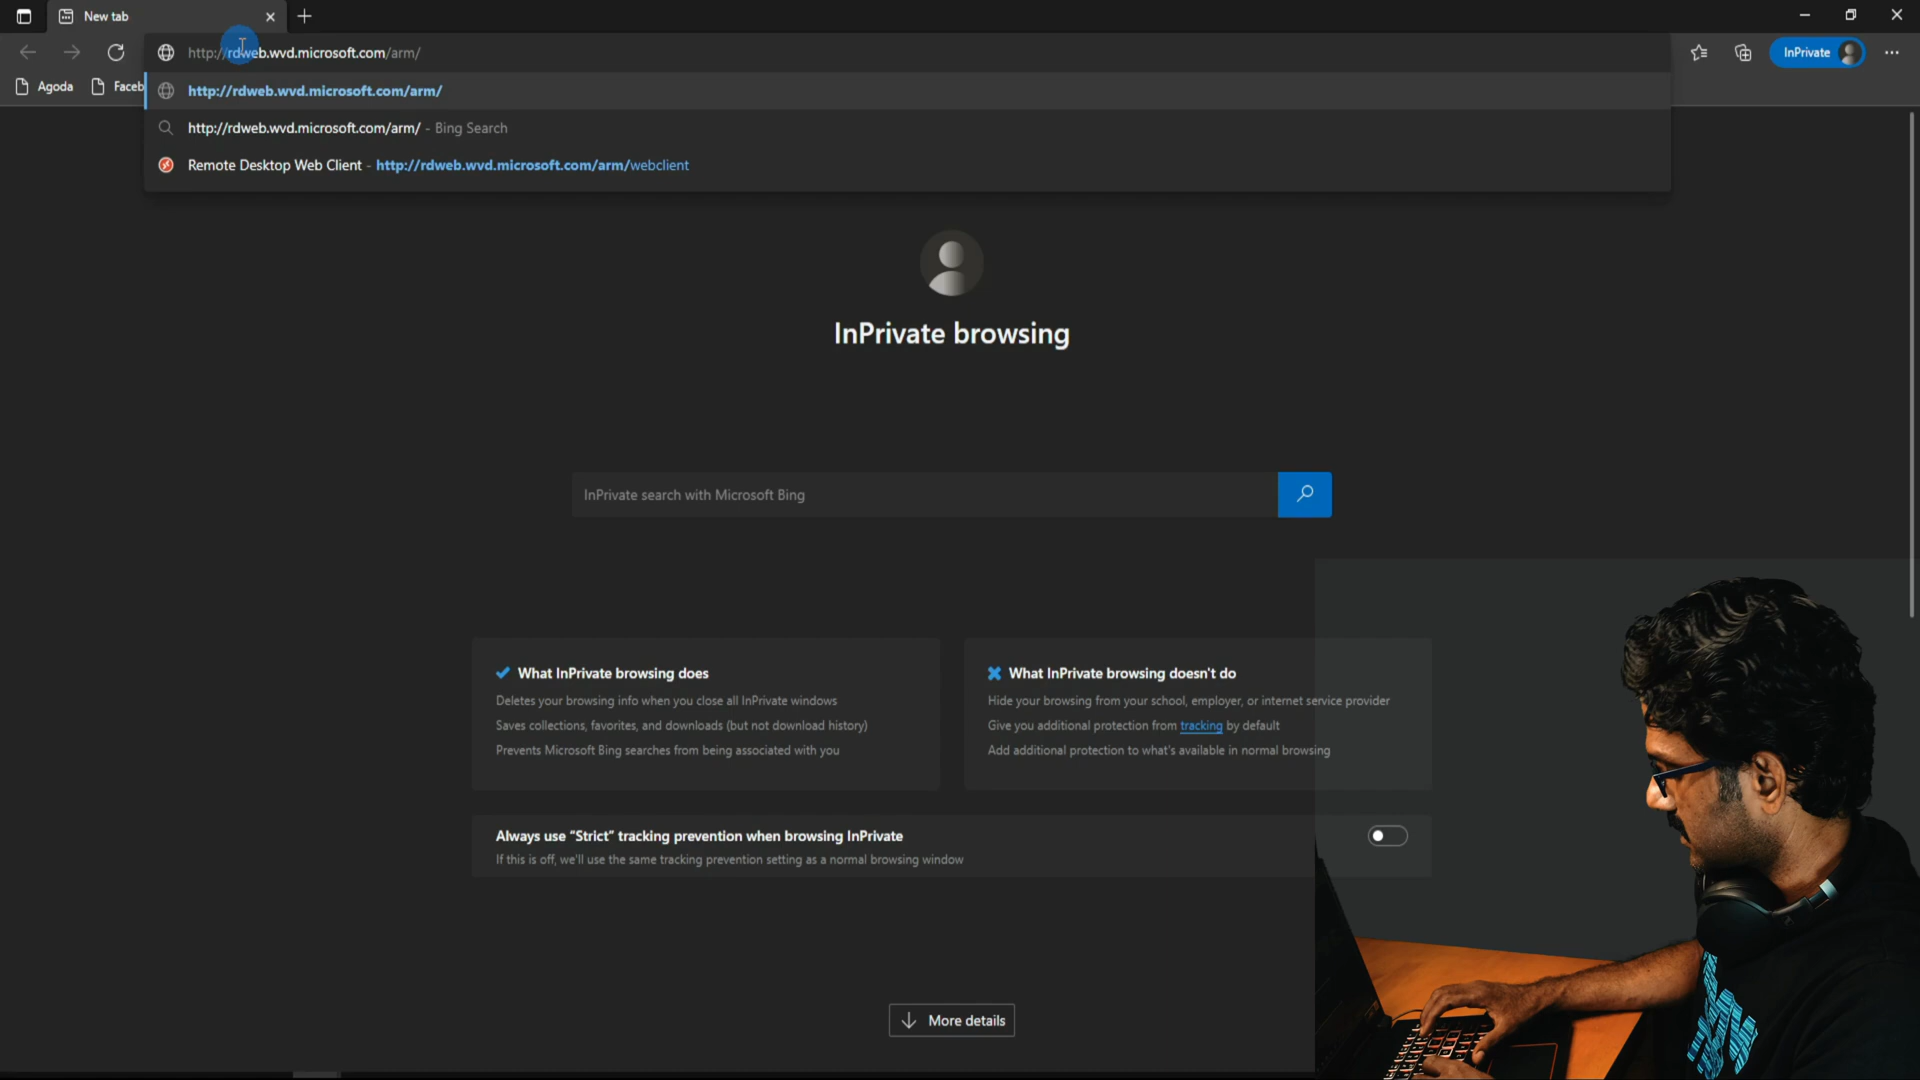 New tab
http://rdweb.wvd.microsoft.com/arm/
InPrivate
Agoda
Faceb
http://rdweb.wvd.microsoft.com/arm/
http://rdweb.wvd.microsoft.com/arm/ - Bing Search
Remote Desktop Web Client - http://rdweb.wvd.microsoft.com/arm/webclient
InPrivate browsing
InPrivate search with Microsoft Bing
What InPrivate browsing does
Deletes your browsing info when you close all InPrivate windows
Saves collections, favorites, and downloads (but not download history)
Prevents Microsoft Bing searches from being associated with you
What InPrivate browsing doesn't do
Hide your browsing from your school, employer, or internet service provider
Give you additional protection from tracking by default
Add additional protection to what's available in normal browsing
Always use "Strict" tracking prevention when browsing InPrivate
If this is off, we'll use the same tracking prevention setting as a normal browsing window
More details